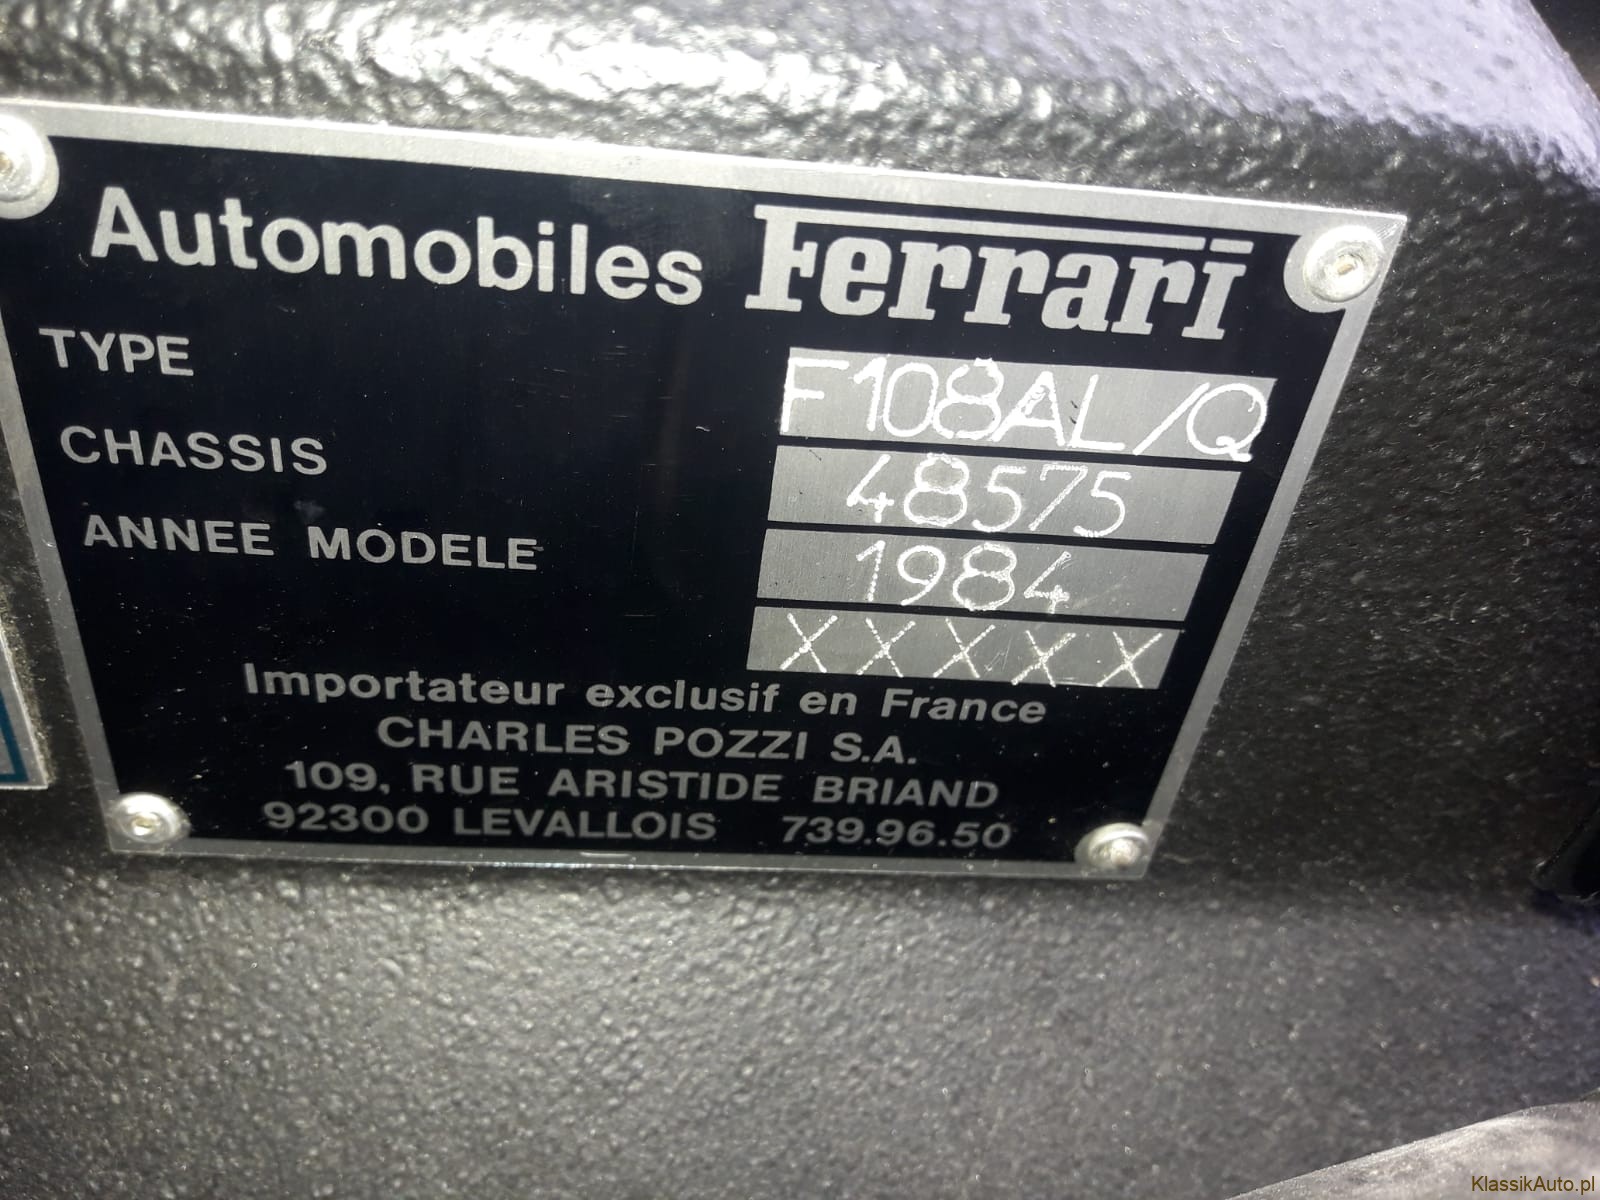 Automobiles Ferrari
TYPE F108AL/Q
CHASSIS 48575
ANNEE MODELE 1984
XXXXX
Importateur exclusif en France
CHARLES POZZI S.A.
109, RUE ARISTIDE BRIAND
92300 LEVALLOIS 739.96.50
KlassikAuto.pl